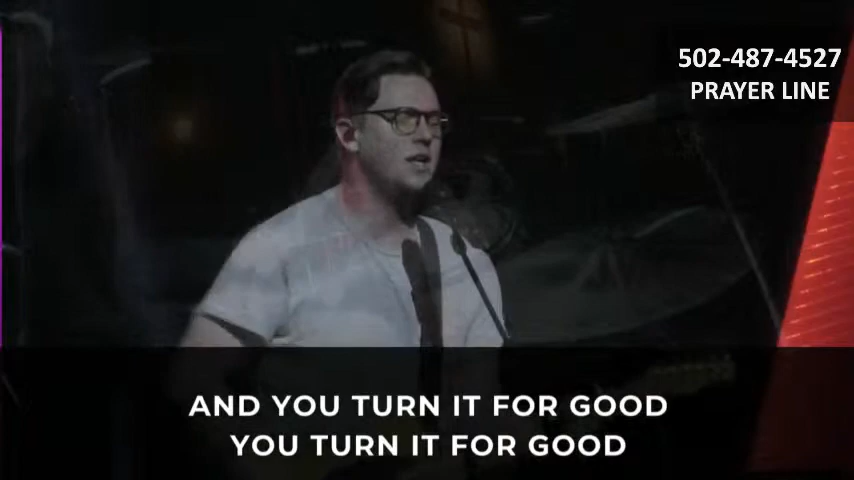 502-487-4527
PRAYER LINE
AND YOU TURN IT FOR GOOD
YOU TURN IT FOR GOOD